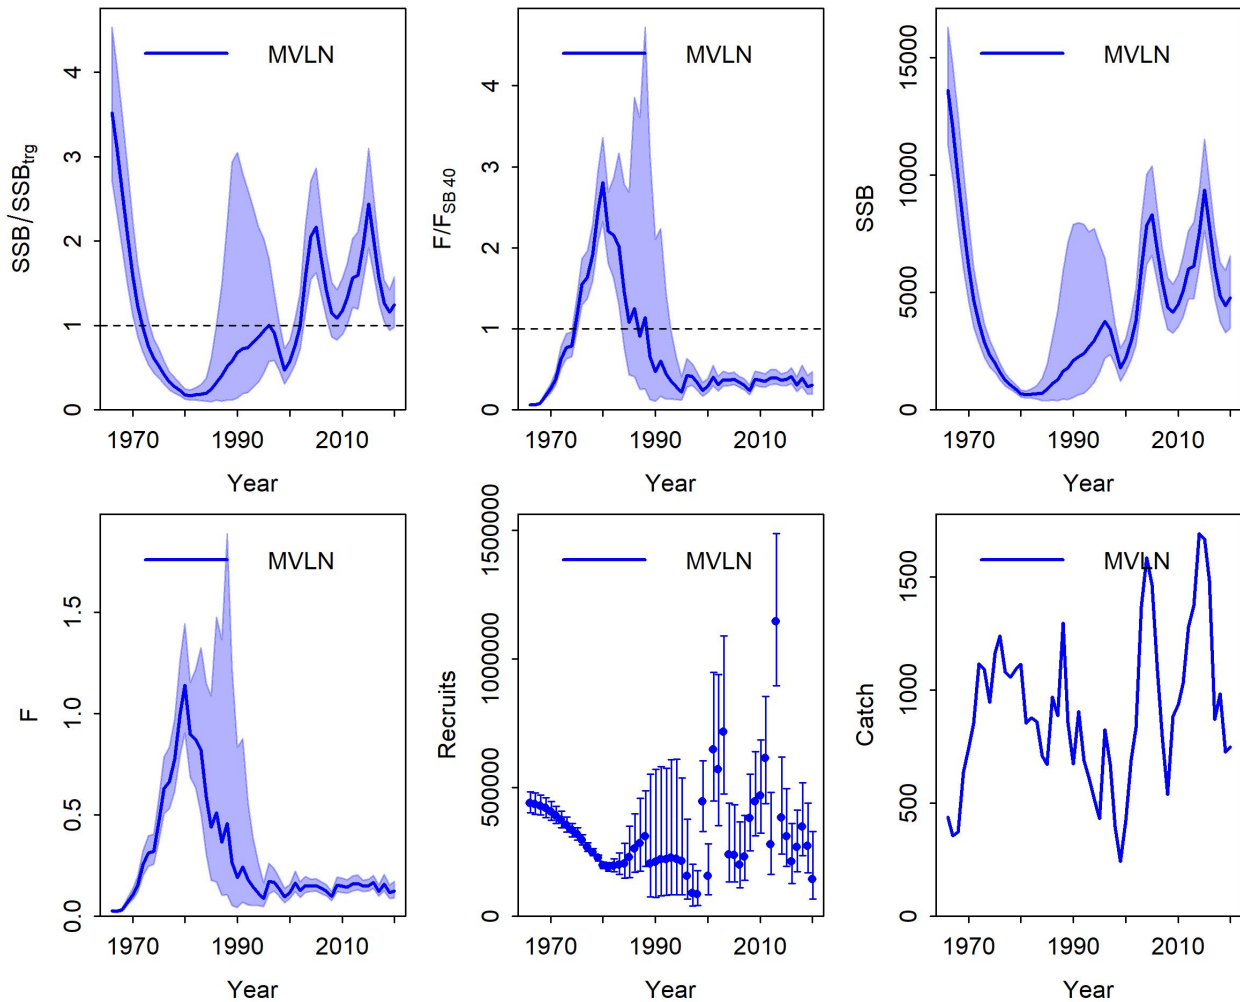 SSB/SSBtrg
0 1 2 3 4
MVLN
1970 1990 2010
Year
F/FSB 40
0 1 2 3 4
MVLN
1970 1990 2010
Year
SSB
0 5000 10000 15000
MVLN
1970 1990 2010
Year
F
0.0 0.5 1.0 1.5
MVLN
1970 1990 2010
Year
Recruits
0 500000 1000000 1500000
MVLN
1970 1990 2010
Year
Catch
0 500 1000 1500
MVLN
1970 1990 2010
Year